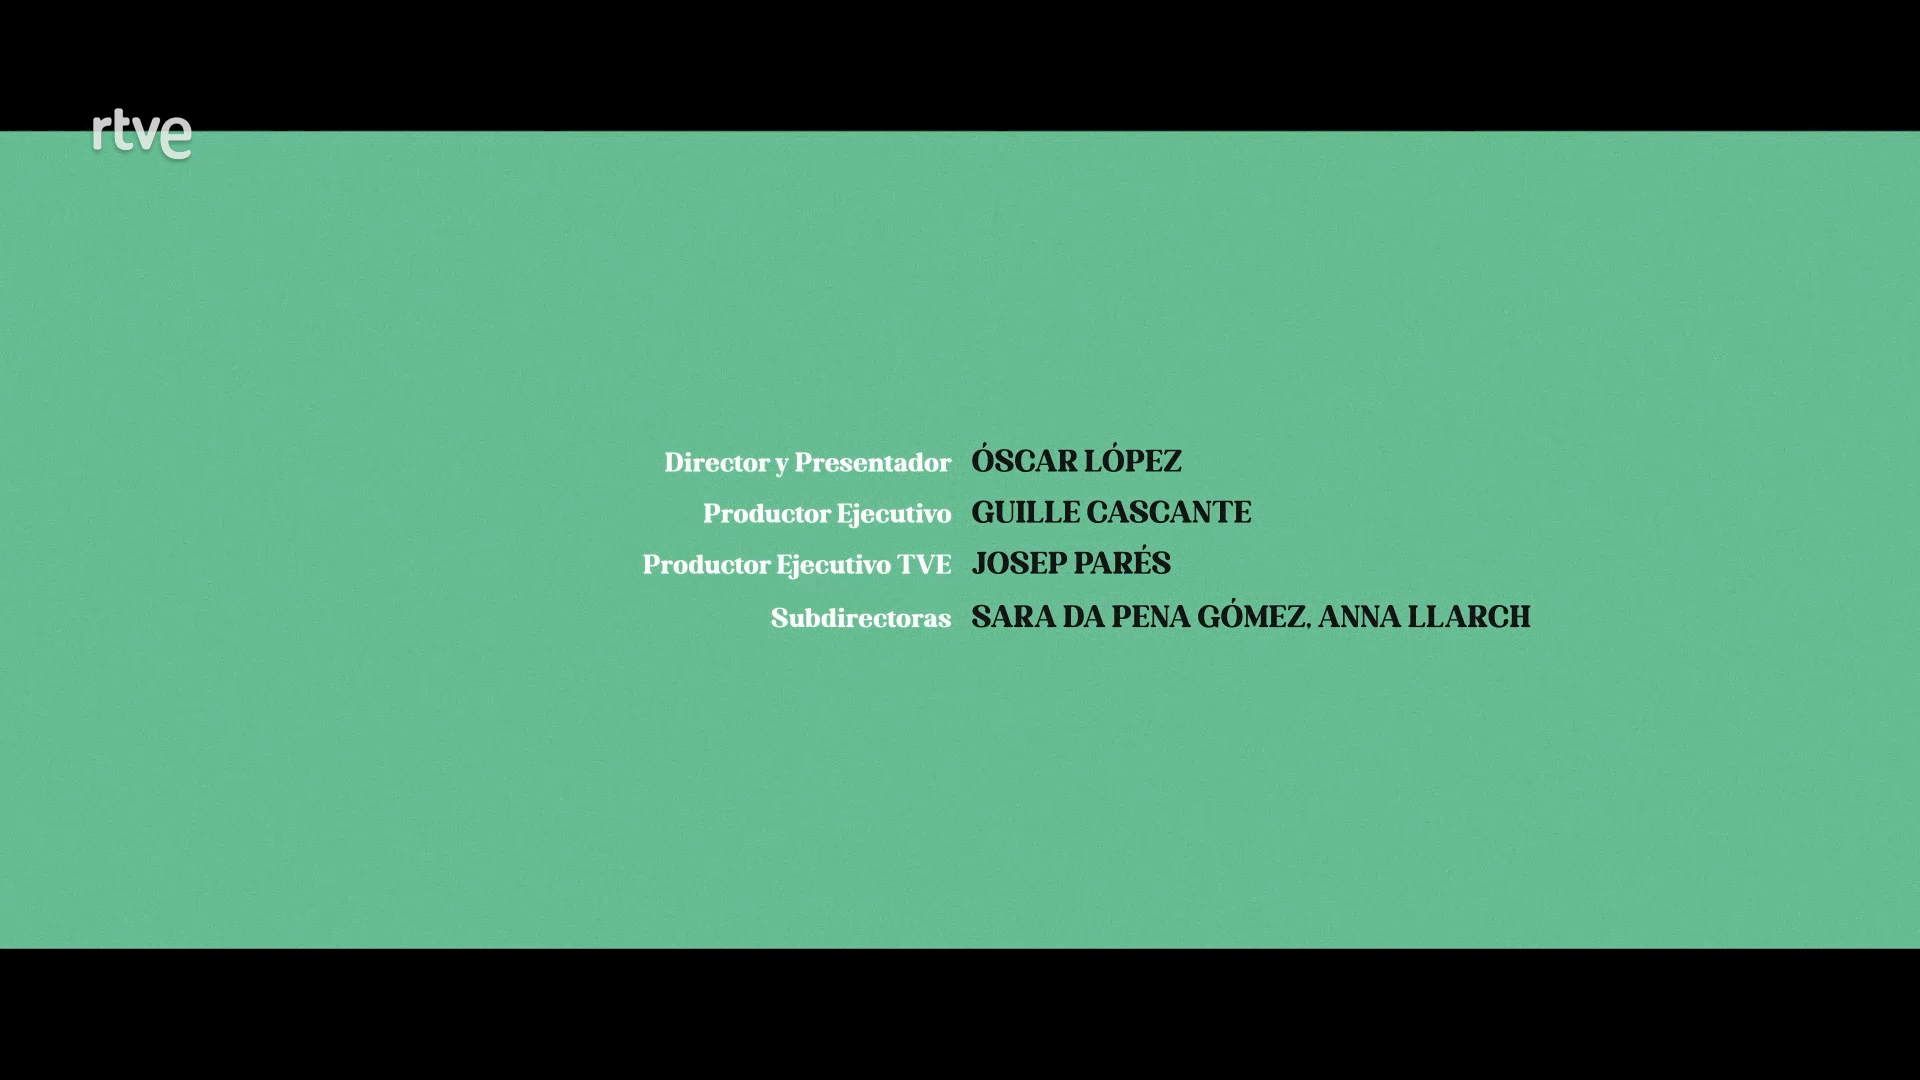 rtve
Director y Presentador ÓSCAR LÓPEZ
Productor Ejecutivo GUILLE CASCANTE
Productor Ejecutivo TVE JOSEP PARÉS
Subdirectoras SARA DA PENA GÓMEZ, ANNA LLARCH